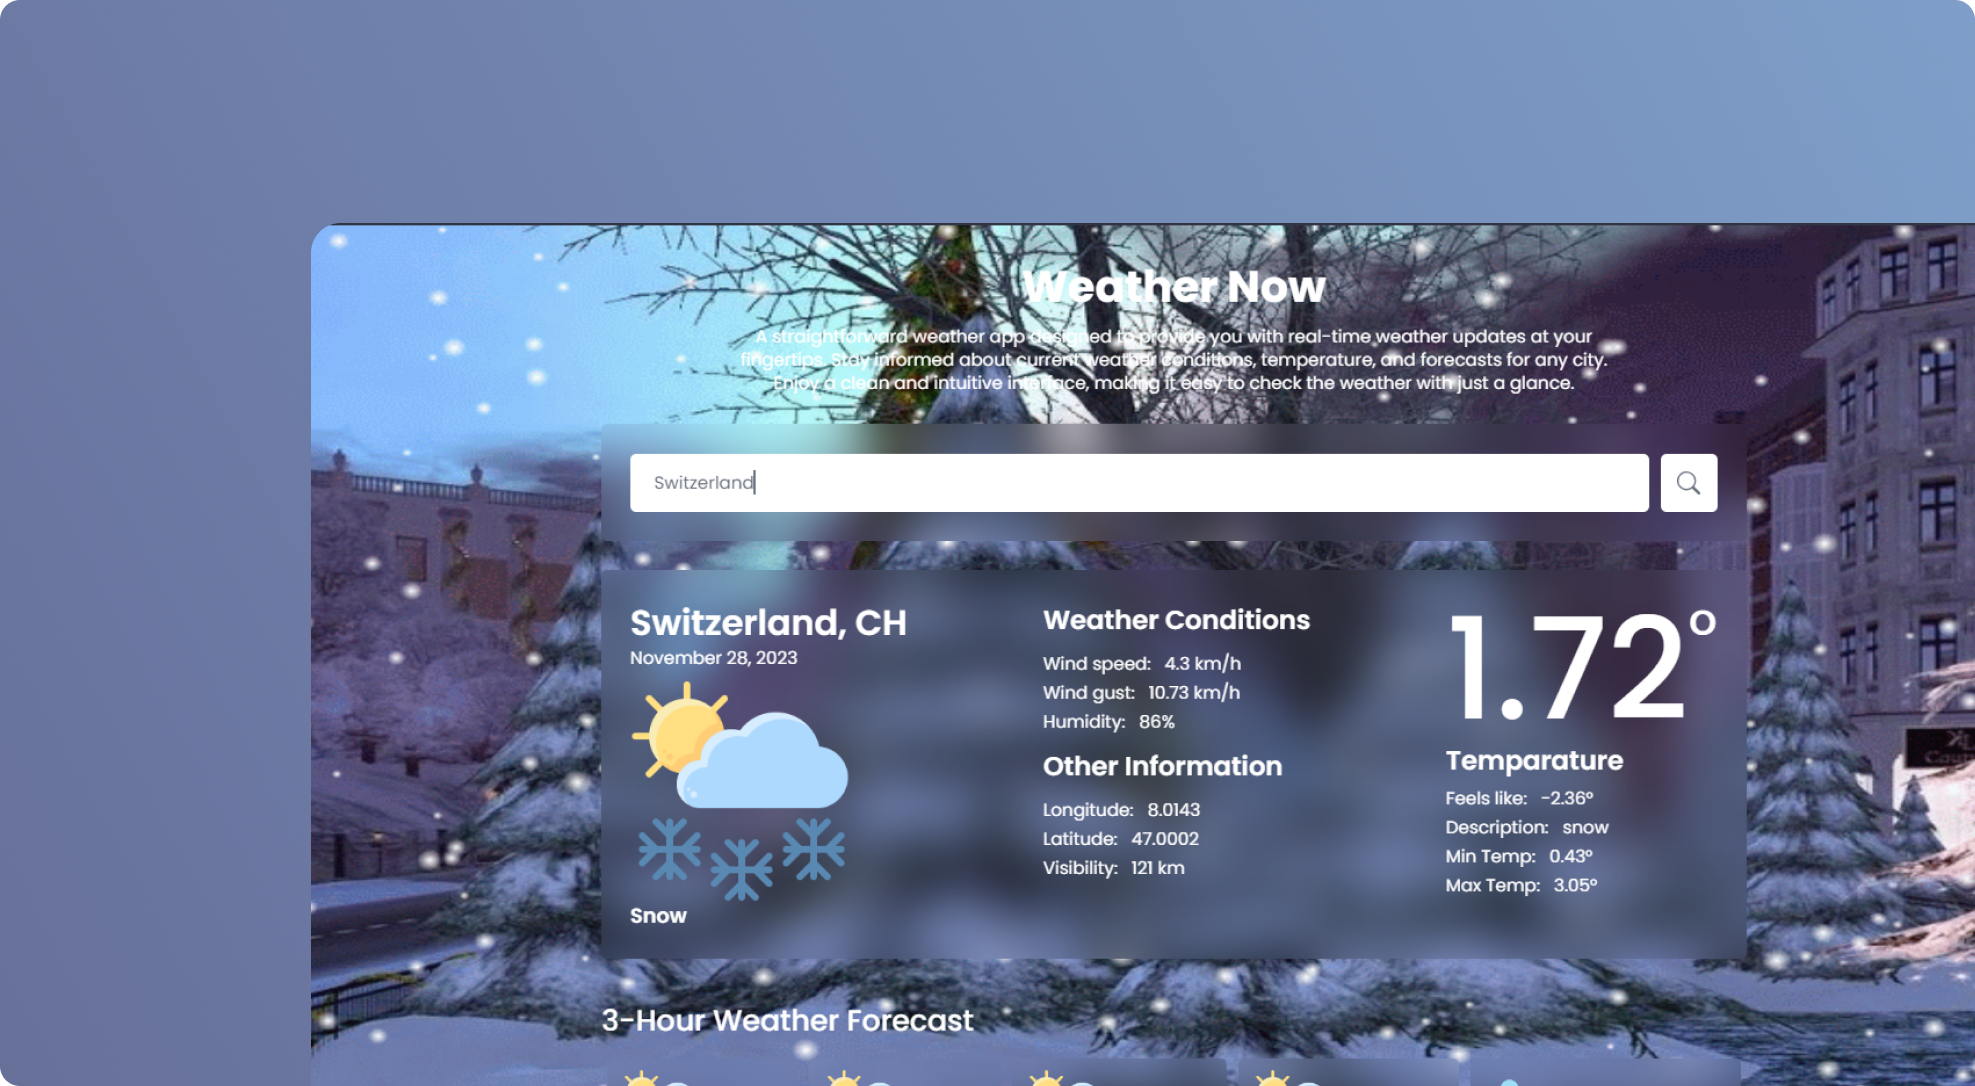 Weather Now
A straightforward weather app designed to provide you with real-time weather updates at your
fingertips. Stay informed about current weather conditions, temperature, and forecasts for any city.
Enjoy a clean and intuitive interface, making it easy to check the weather with just a glance.
Switzerland
Switzerland, CH
November 28, 2023
Snow
Weather Conditions
Wind speed: 4.3 km/h
Wind gust: 10.73 km/h
Humidity: 86%
Other Information
Longitude: 8.0143
Latitude: 47.0002
Visibility: 121 km
1.72°
Temparature
Feels like: -2.36°
Description: snow
Min Temp: 0.43°
Max Temp: 3.05°
3-Hour Weather Forecast